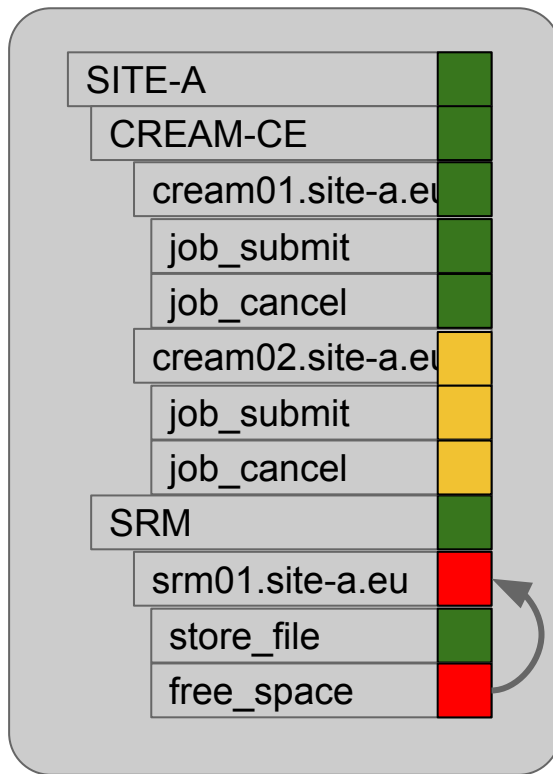 SITE-A
CREAM-CE
cream01.site-a.eu
job_submit
job_cancel
cream02.site-a.eu
job_submit
job_cancel
SRM
srm01.site-a.eu
store_file
free_space